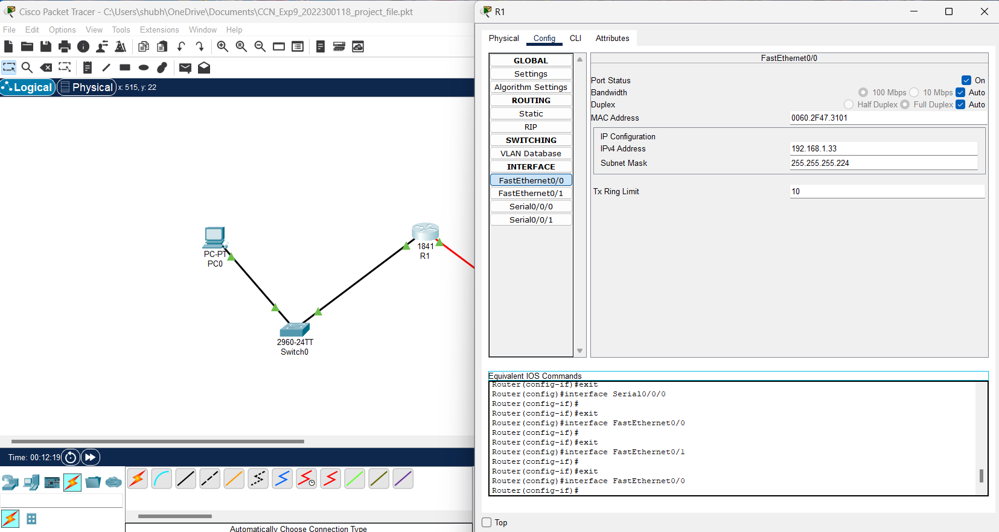 Cisco Packet Tracer - C:\Users\shubh\OneDrive\Documents\CCN_Exp9_2022300118_project_file.pkt
File Edit Options View Tools Extensions Window Help
Logical Physical x: 515, y: 22
PC-PT
PC0
1841
R1
2960-24TT
Switch0
Time: 00:12:19
Automatically Choose Connection Type
R1
Physical Config CLI Attributes
GLOBAL
Settings
Algorithm Settings
ROUTING
Static
RIP
SWITCHING
VLAN Database
INTERFACE
FastEthernet0/0
FastEthernet0/1
Serial0/0/0
Serial0/0/1
FastEthernet0/0
Port Status On
Bandwidth 100 Mbps 10 Mbps Auto
Duplex Half Duplex Full Duplex Auto
MAC Address 0060.2F47.3101
IP Configuration
IPv4 Address 192.168.1.33
Subnet Mask 255.255.255.224
Tx Ring Limit 10
Equivalent IOS Commands
Router(config-if)#exit
Router(config)#interface Serial0/0/0
Router(config-if)#
Router(config-if)#exit
Router(config)#interface FastEthernet0/0
Router(config-if)#
Router(config-if)#exit
Router(config)#interface FastEthernet0/1
Router(config-if)#
Router(config-if)#exit
Router(config)#interface FastEthernet0/0
Router(config-if)#
Top